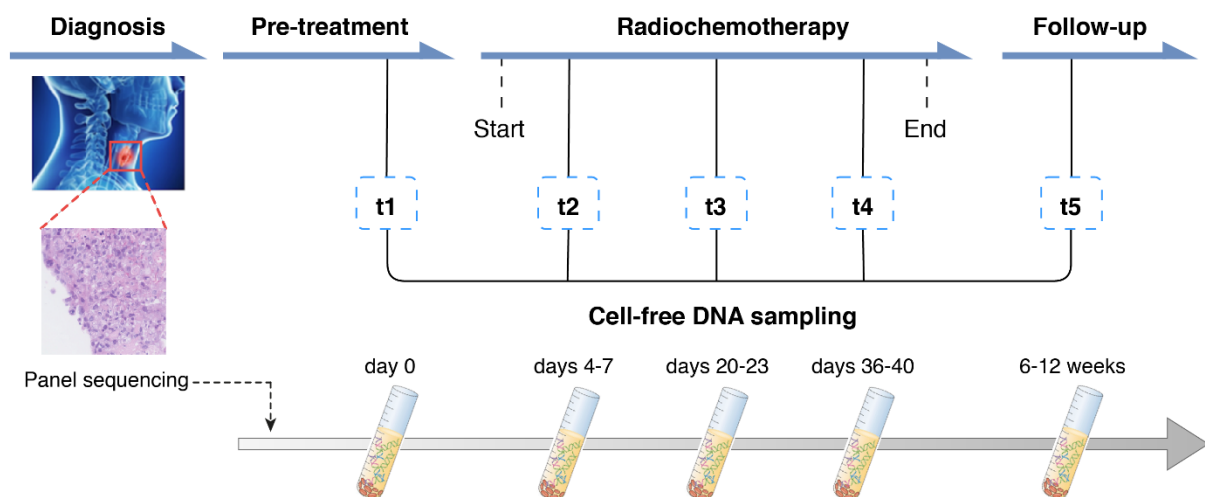 Diagnosis
Pre-treatment
Radiochemotherapy
Follow-up
Start
End
t1
t2
t3
t4
t5
Cell-free DNA sampling
day 0
days 4-7
days 20-23
days 36-40
6-12 weeks
Panel sequencing